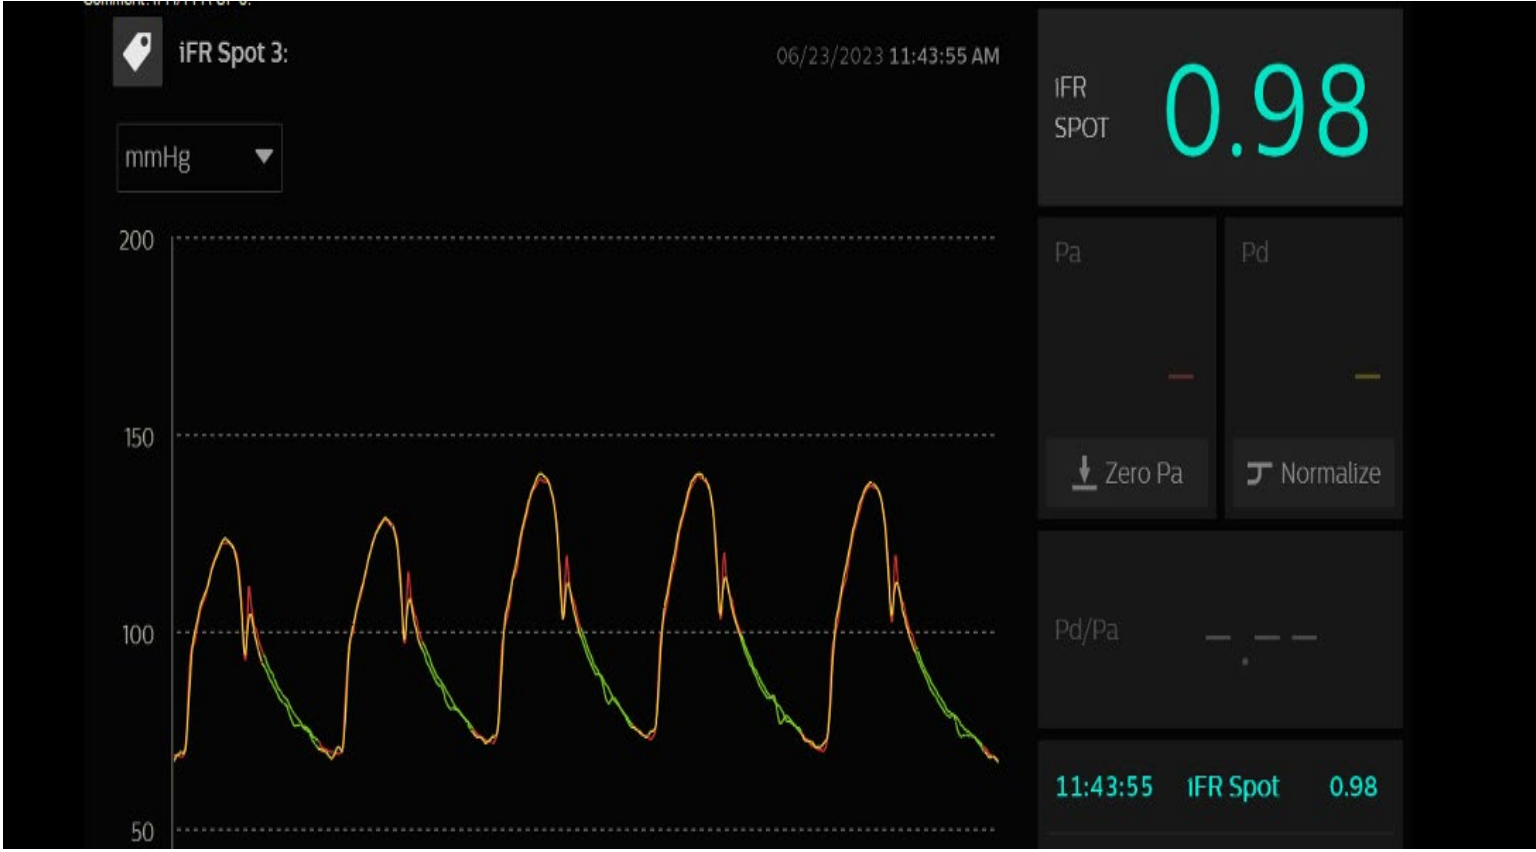 iFR Spot 3:
06/23/2023 11:43:55 AM
mmHg
200
150
100
50
iFR
SPOT
0.98
Pa
Pd
Zero Pa
Normalize
Pd/Pa
--.--
11:43:55 iFR Spot 0.98